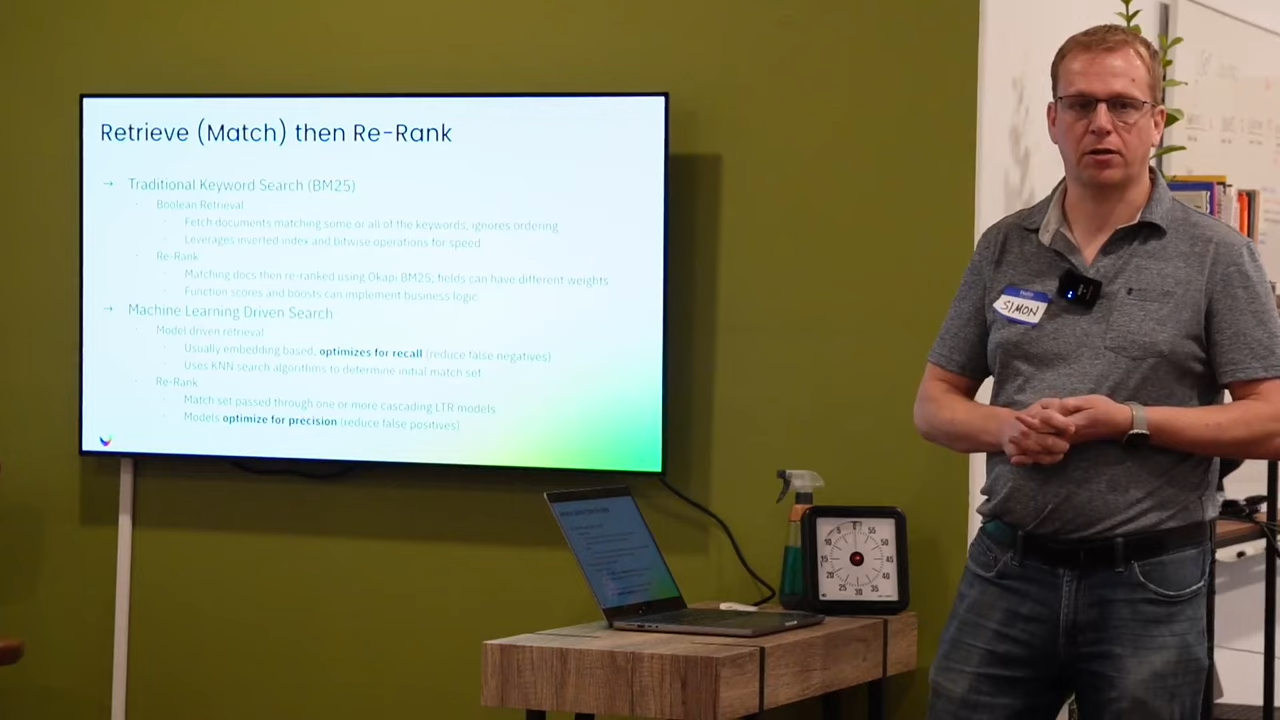 Retrieve (Match) then Re-Rank
→ Traditional Keyword Search (BM25)
Boolean Retrieval
Fetch documents matching some or all of the keywords, ignores ordering
Leverages inverted index and bitwise operations for speed
Re-Rank
Matching docs then re-ranked using Okapi BM25, fields can have different weights
Function scores and boosts can implement business logic.
→ Machine Learning Driven Search
Model driven retrieval
Usually embedding based, optimizes for recall (reduce false negatives)
Uses KNN search algorithms to determine initial match set
Re-Rank
Match set passed through one or more cascading LTR models
Models optimize for precision (reduce false positives)
Hello
SIMON
5 55
10 50
15 45
20 40
25 30 35